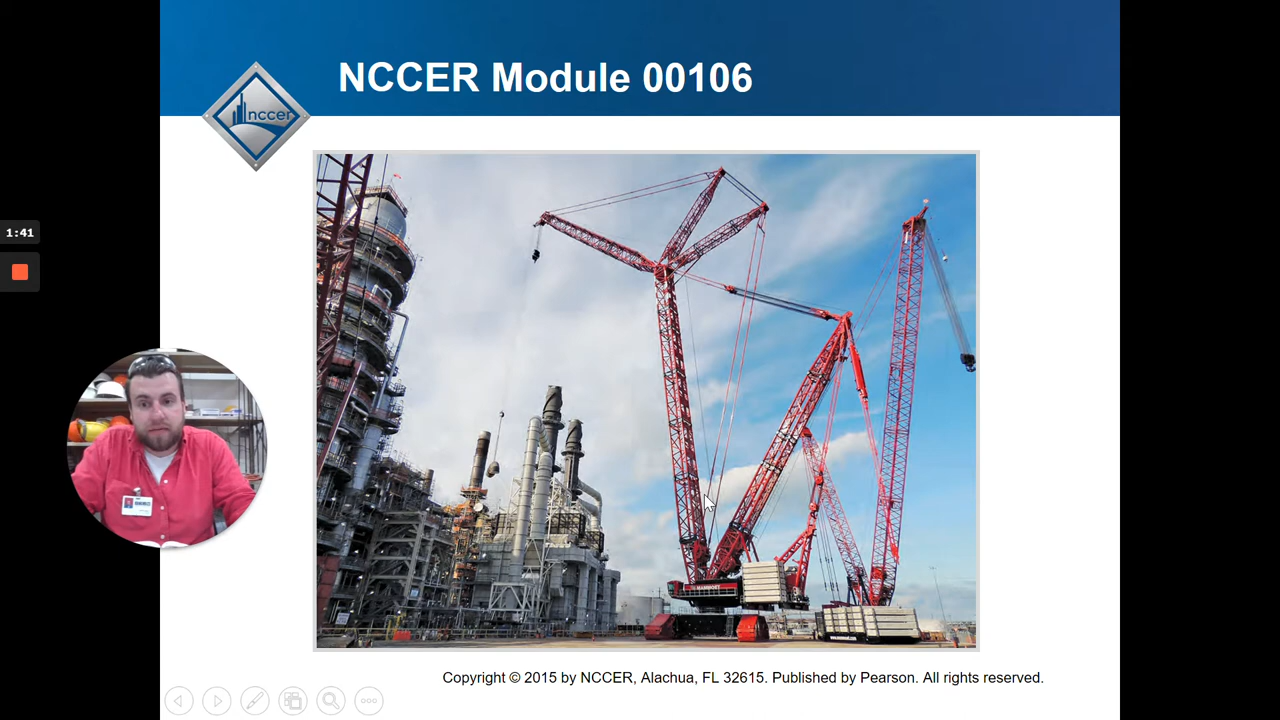 NCCER Module 00106
nccer
1:41
MAMMOET
Copyright © 2015 by NCCER, Alachua, FL 32615. Published by Pearson. All rights reserved.